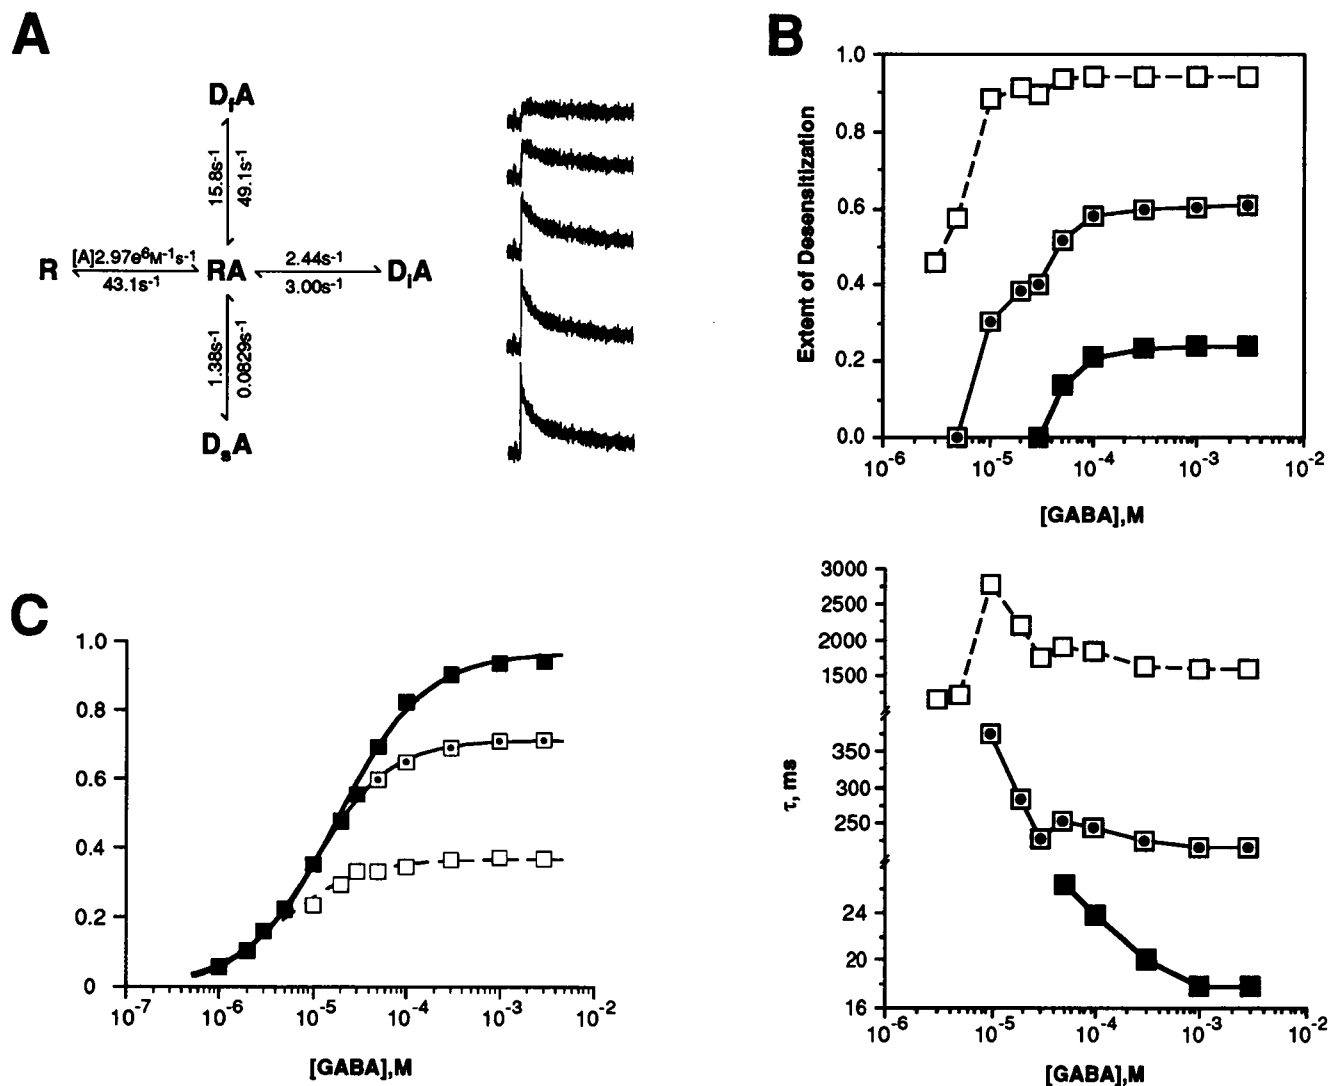 A
DfA
15.8s-1
49.1s-1
R
[A]2.97e6M-1s-1
43.1s-1
RA
2.44s-1
3.00s-1
DiA
1.38s-1
0.0829s-1
DsA
B
1.0
0.8
0.6
0.4
0.2
0.0
Extent of Desensitization
10-6
10-5
10-4
10-3
10-2
[GABA],M
3000
2500
2000
1500
350
300
250
24
20
16
τ, ms
10-6
10-5
10-4
10-3
10-2
[GABA],M
C
1.0
0.8
0.6
0.4
0.2
0
10-7
10-6
10-5
10-4
10-3
10-2
[GABA],M